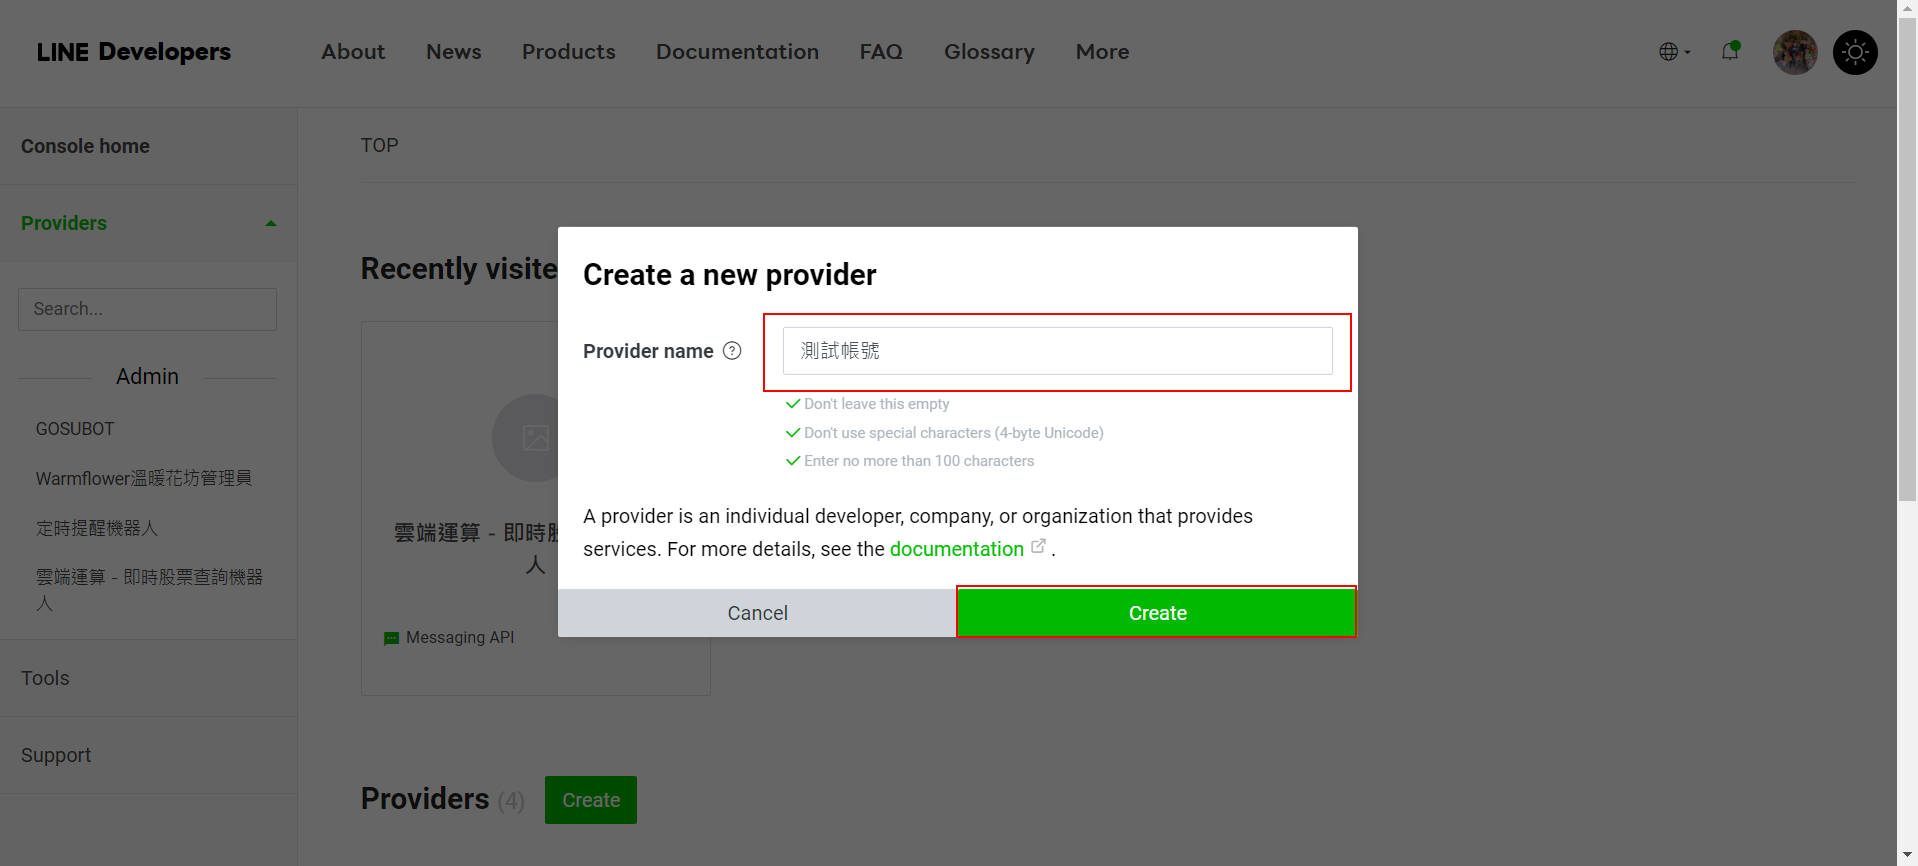 LINE Developers
About
News
Products
Documentation
FAQ
Glossary
More
Console home
Providers
Search...
Admin
GOSUBOT
Warmflower溫暖花坊管理員
定時提醒機器人
雲端運算 - 即時股票查詢機器
人
Tools
Support
TOP
Recently visite
雲端運算 - 即時股
人
Messaging API
Create a new provider
Provider name ?
測試帳號
Don't leave this empty
Don't use special characters (4-byte Unicode)
Enter no more than 100 characters
A provider is an individual developer, company, or organization that provides
services. For more details, see the documentation .
Cancel
Create
Providers (4)
Create